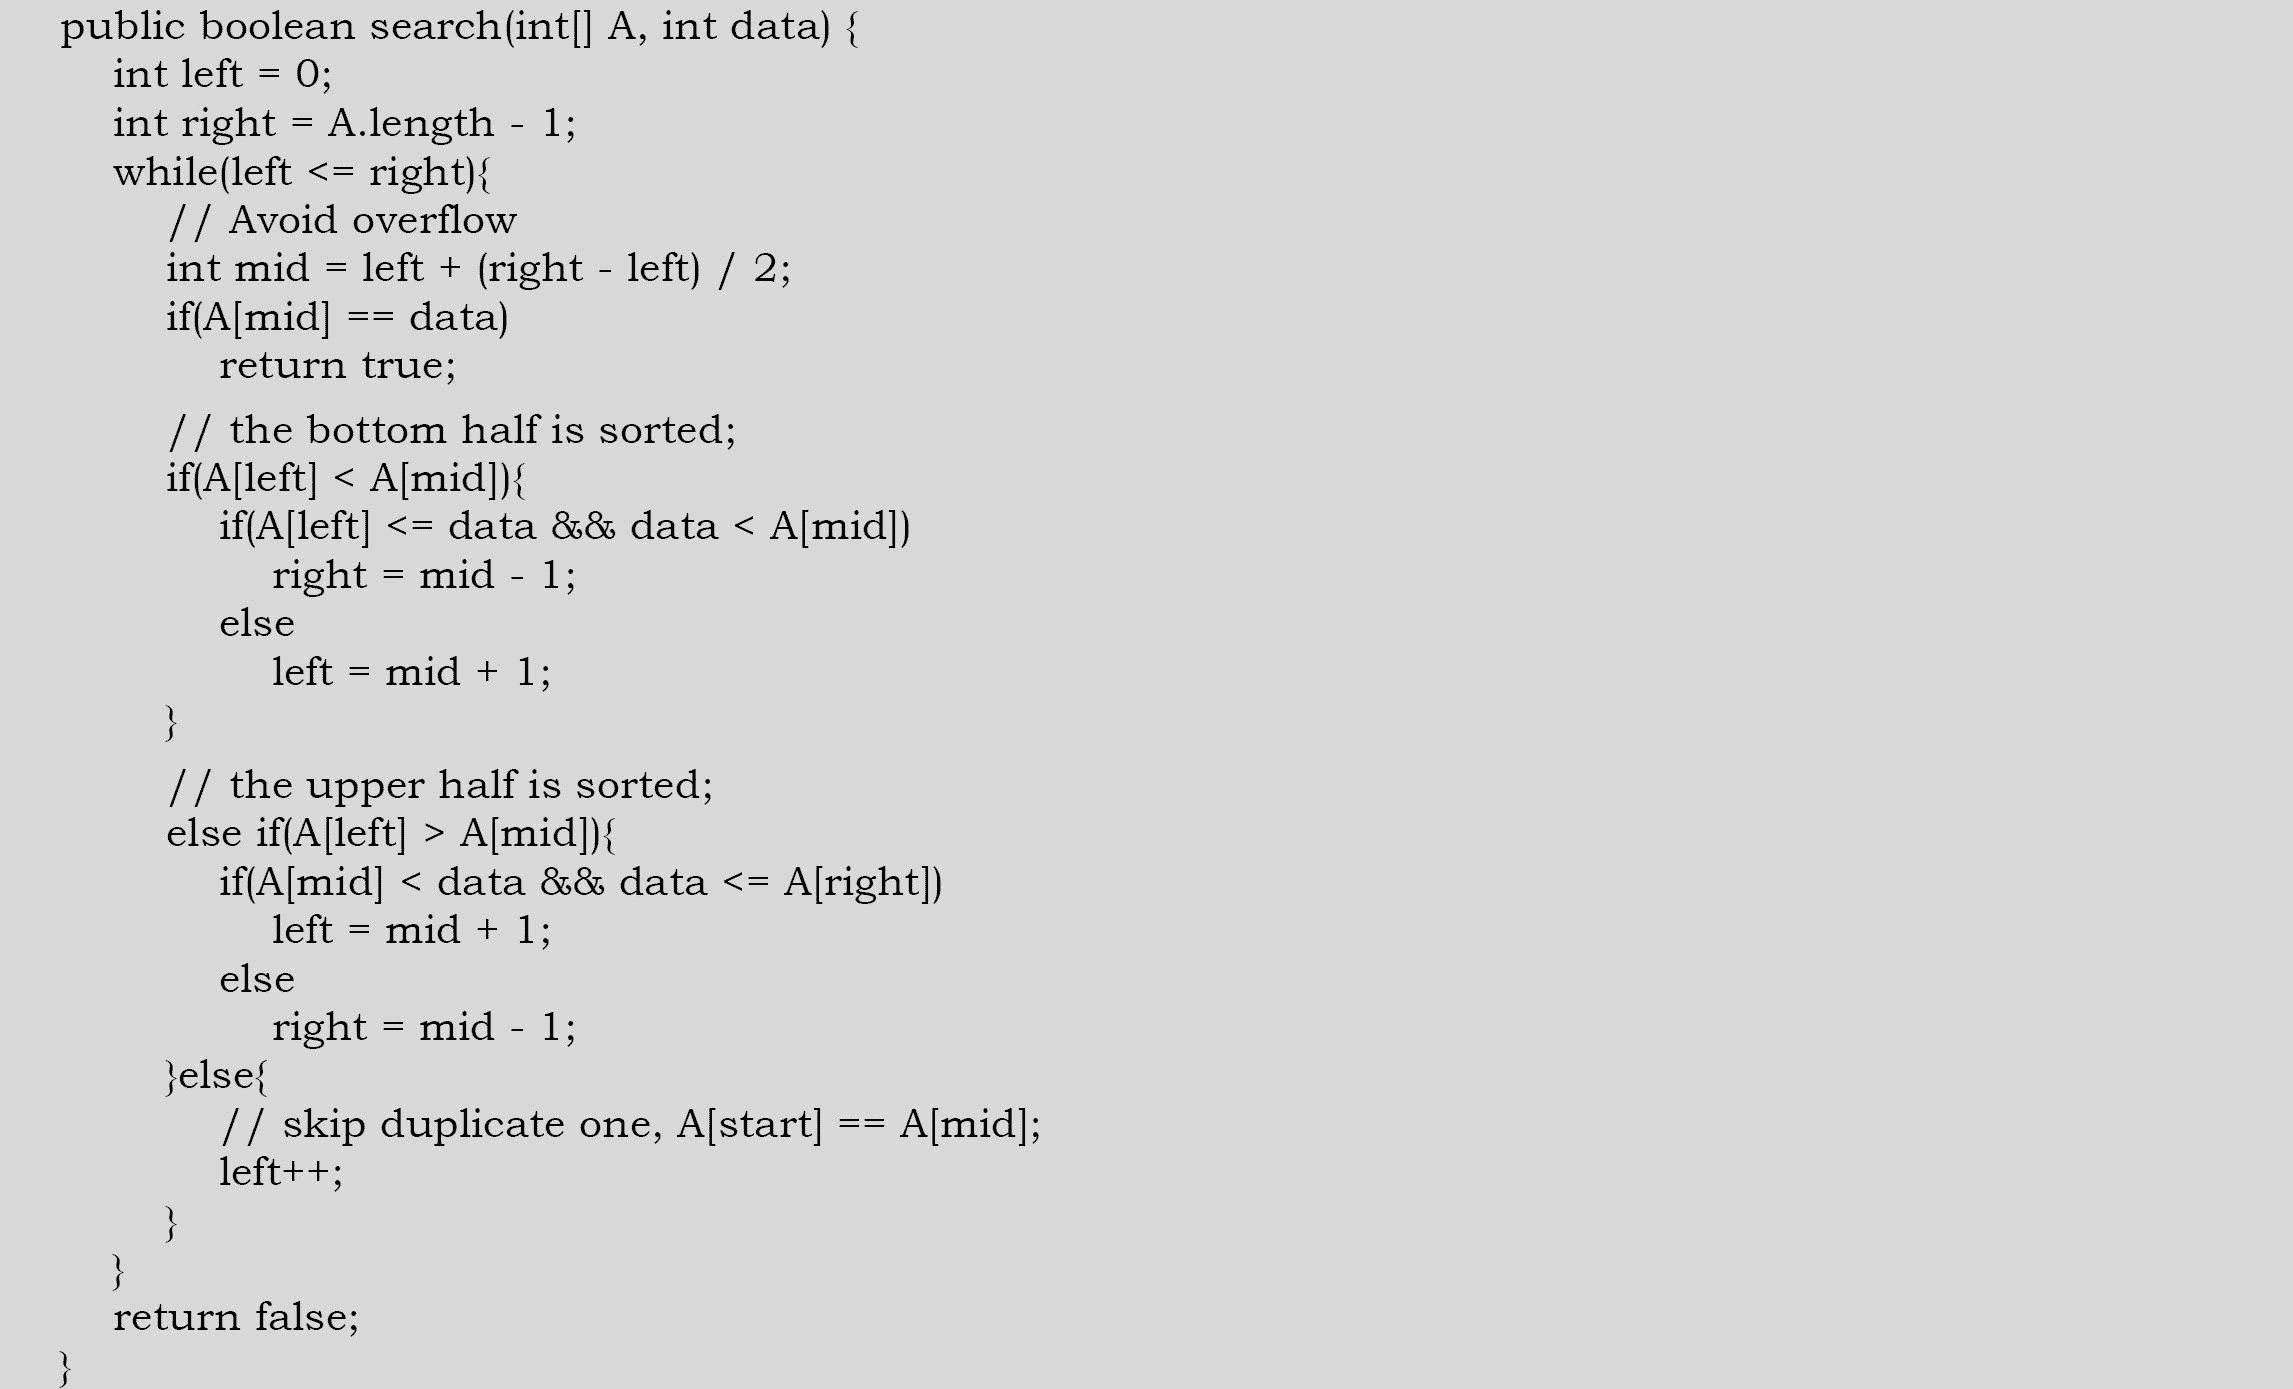 public boolean search(int[] A, int data) {
int left = 0;
int right = A.length - 1;
while(left <= right){
// Avoid overflow
int mid = left + (right - left) / 2;
if(A[mid] == data)
return true;
// the bottom half is sorted;
if(A[left] < A[mid]){
if(A[left] <= data && data < A[mid])
right = mid - 1;
else
left = mid + 1;
}
// the upper half is sorted;
else if(A[left] > A[mid]){
if(A[mid] < data && data <= A[right])
left = mid + 1;
else
right = mid - 1;
}else{
// skip duplicate one, A[start] == A[mid];
left++;
}
}
return false;
}